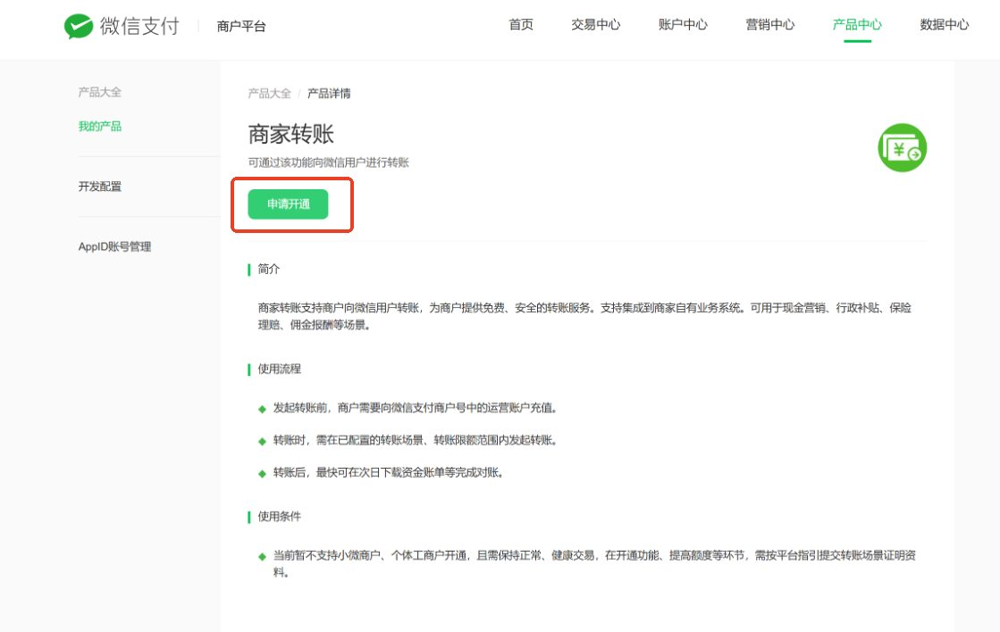 微信支付 商户平台 首页 交易中心 账户中心 营销中心 产品中心 数据中心
产品大全
我的产品
开发配置
AppID账号管理
产品大全 / 产品详情
商家转账
可通过该功能向微信用户进行转账
申请开通
简介
商家转账支持商户向微信用户转账，为商户提供免费、安全的转账服务。支持集成到商家自有业务系统。可用于现金营销、行政补贴、保险
理赔、佣金报酬等场景。
使用流程
发起转账前，商户需要向微信支付商户号中的运营账户充值。
转账时，需在已配置的转账场景、转账限额范围内发起转账。
转账后，最快可在次日下载资金账单等完成对账。
使用条件
当前暂不支持小微商户、个体工商户开通，且需保持正常、健康交易，在开通功能、提高额度等环节，需按平台指引提交转账场景证明资
料。